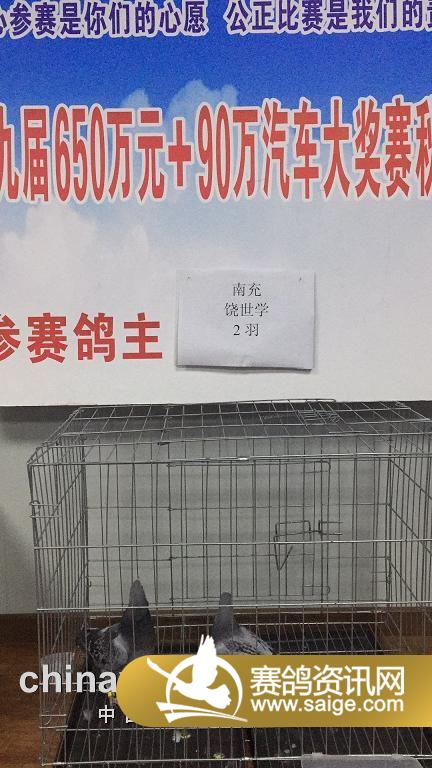 心参赛是你们的心愿 公正比赛是我们的责
九届650万元+90万汽车大奖赛
南充
饶世学
2 羽
参赛鸽主
china
中
赛鸽资讯网
www.saige.com